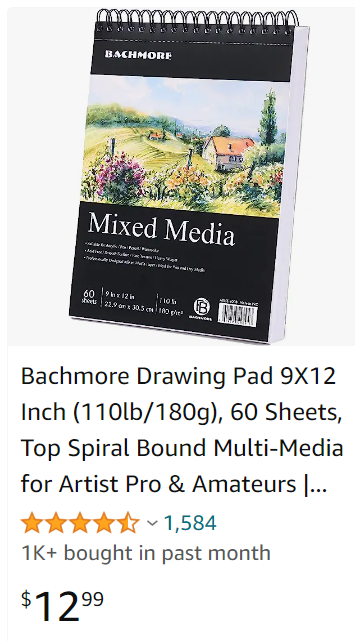 BACHMORE
Mixed Media
60
sheets
9 in x 12 in
22.9 cm x 30.5 cm
110 lb
180 g/m²
BACHMORE
Bachmore Drawing Pad 9X12
Inch (110lb/180g), 60 Sheets,
Top Spiral Bound Multi-Media
for Artist Pro & Amateurs |...
1,584
1K+ bought in past month
$12.99